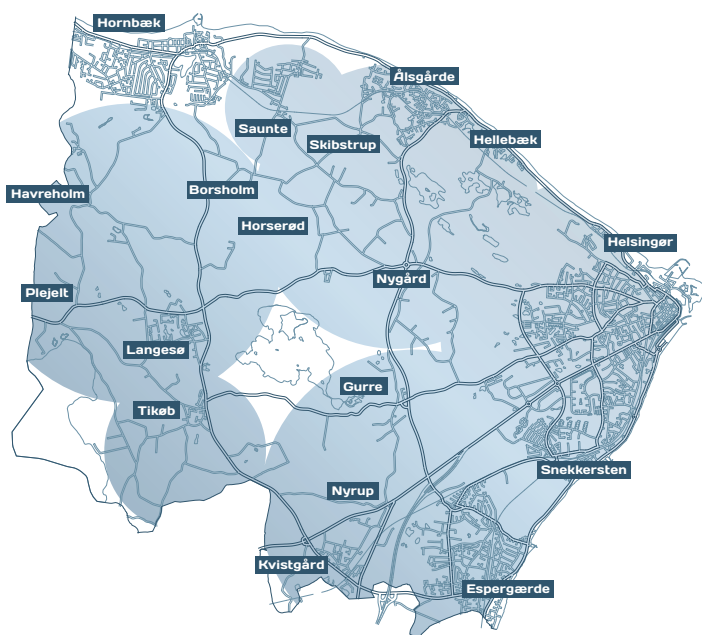 Hornbæk
Ålsgårde
Saunte
Skibstrup
Hellebæk
Havreholm
Borsholm
Horserød
Helsingør
Nygård
Plejelt
Langesø
Gurre
Tikøb
Snekkersten
Nyrup
Kvistgård
Espergærde